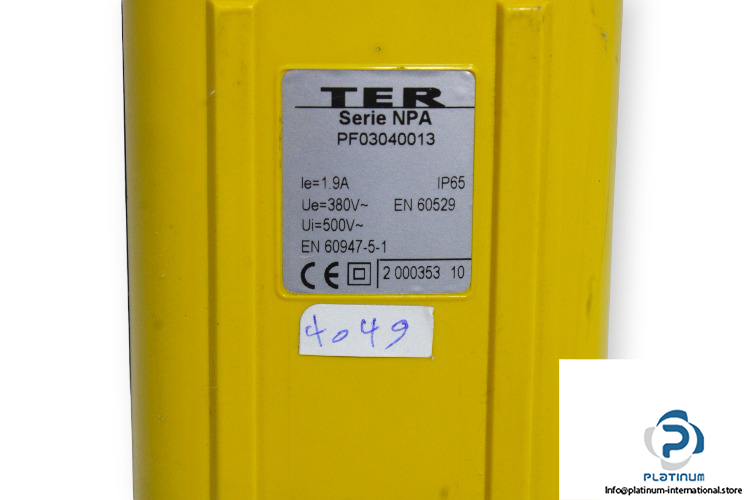 TER
Serie NPA
PF03040013
Ie=1.9A IP65
Ue=380V~ EN 60529
Ui=500V~
EN 60947-5-1
CE 2 000353 10
4049
PLATINUM
Info@platinum-international.store